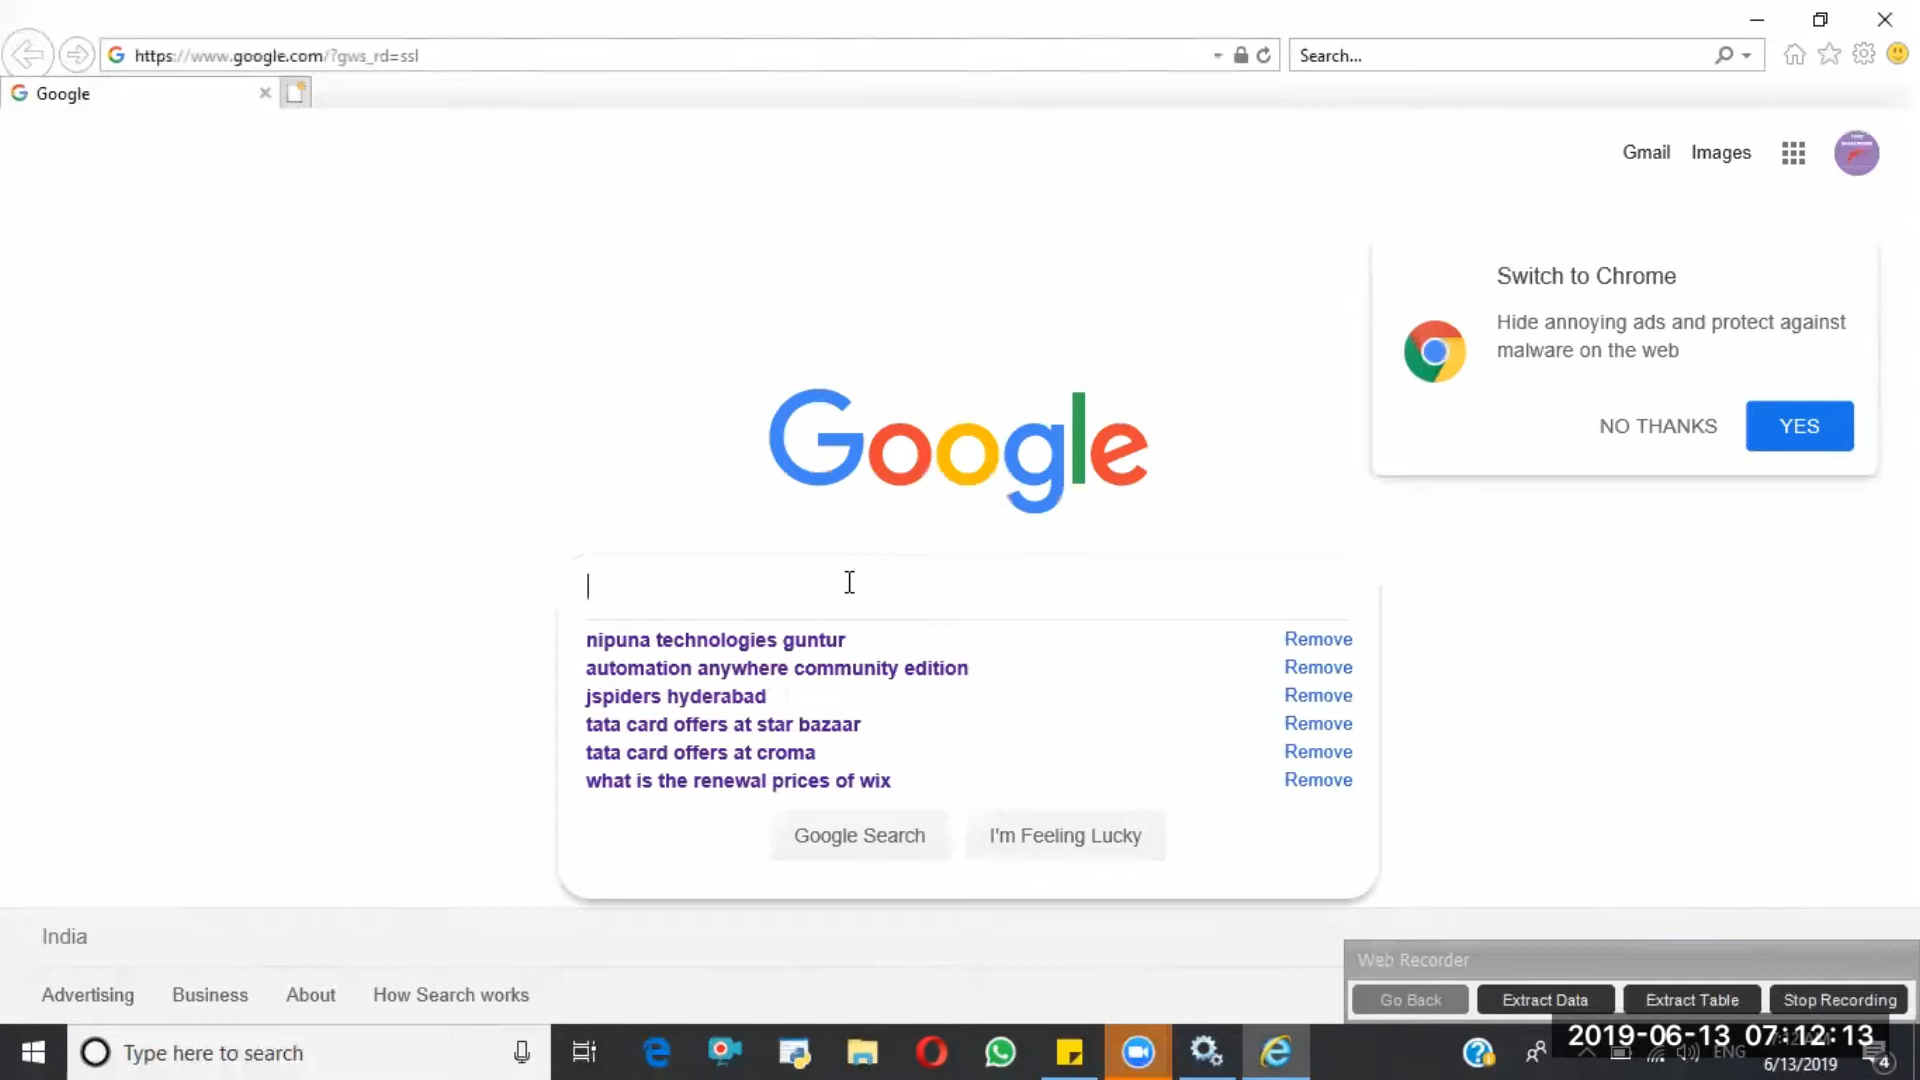 https://www.google.com/?gws_rd=ssl
Search...
Google
Gmail
Images
Switch to Chrome
Hide annoying ads and protect against
malware on the web
NO THANKS
YES
Google
nipuna technologies guntur
Remove
automation anywhere community edition
Remove
jspiders hyderabad
Remove
tata card offers at star bazaar
Remove
tata card offers at croma
Remove
what is the renewal prices of wix
Remove
Google Search
I'm Feeling Lucky
India
Advertising
Business
About
How Search works
Web Recorder
Go Back
Extract Data
Extract Table
Stop Recording
Type here to search
2019-06-13 07:12:13
ENG
6/13/2019
4